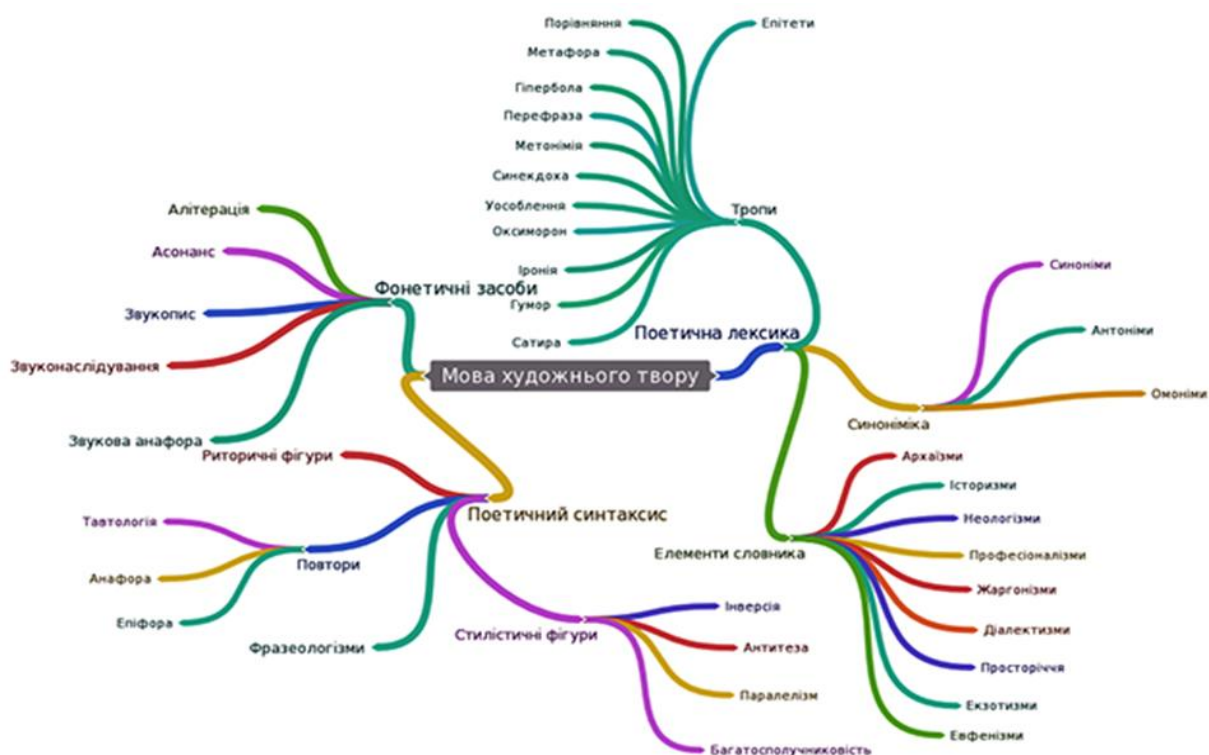 Мова художнього твору
Фонетичні засоби
Алітерація
Асонанс
Звукопис
Звуконаслідування
Звукова анафора
Поетичний синтаксис
Риторичні фігури
Повтори
Тавтологія
Анафора
Епіфора
Фразеологізми
Стилістичні фігури
Інверсія
Антитеза
Паралелізм
Багатосполучниковість
Поетична лексика
Тропи
Епітети
Порівняння
Метафора
Гіпербола
Перефраза
Метонімія
Синекдоха
Уособлення
Оксиморон
Іронія
Гумор
Сатира
Синоніміка
Синоніми
Антоніми
Омоніми
Елементи словника
Архаїзми
Історизми
Неологізми
Професіоналізми
Жаргонізми
Діалектизми
Просторіччя
Екзотизми
Евфенізми